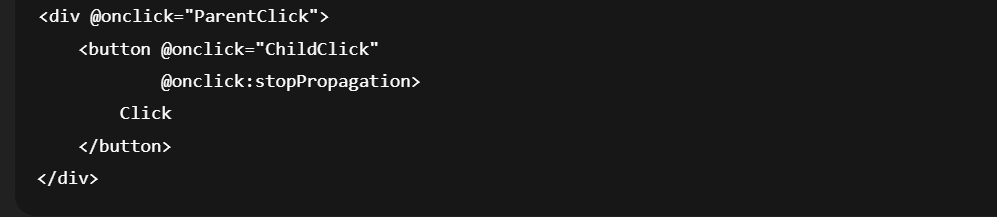 <div @onclick="ParentClick">
    <button @onclick="ChildClick"
            @onclick:stopPropagation>
        Click
    </button>
</div>